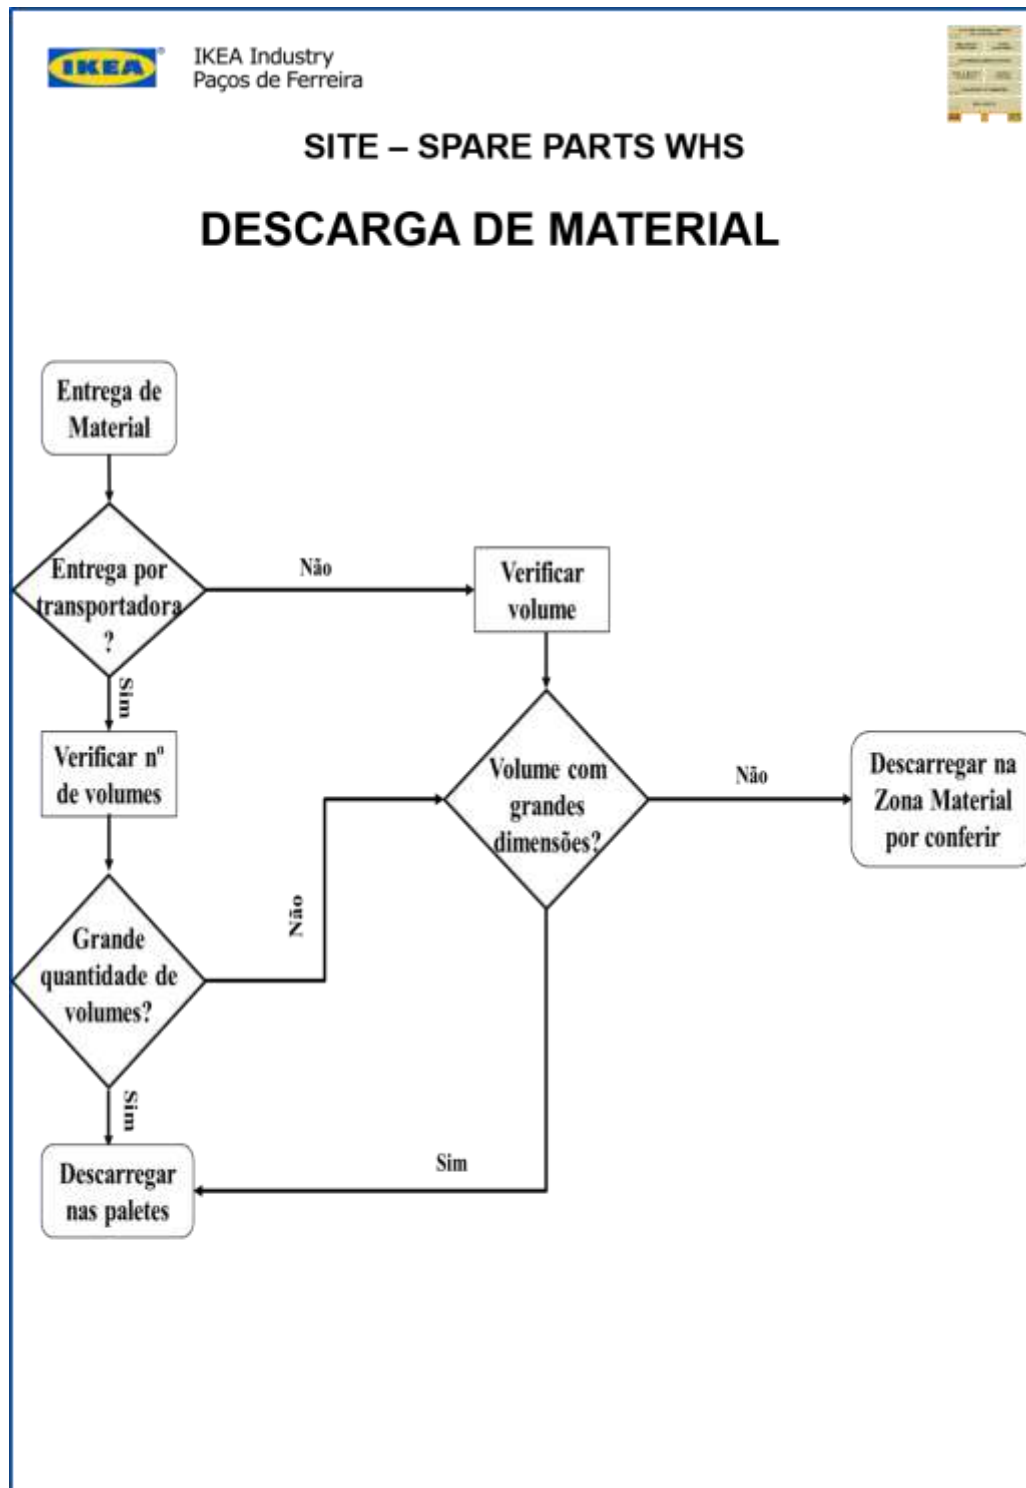 IKEA
IKEA Industry
Paços de Ferreira
SITE – SPARE PARTS WHS
DESCARGA DE MATERIAL
Entrega de
Material
Entrega por
transportadora
?
Não
Verificar
volume
Sim
Verificar nº
de volumes
Volume com
grandes
dimensões?
Não
Descarregar na
Zona Material
por conferir
Não
Grande
quantidade de
volumes?
Sim
Sim
Descarregar
nas paletes